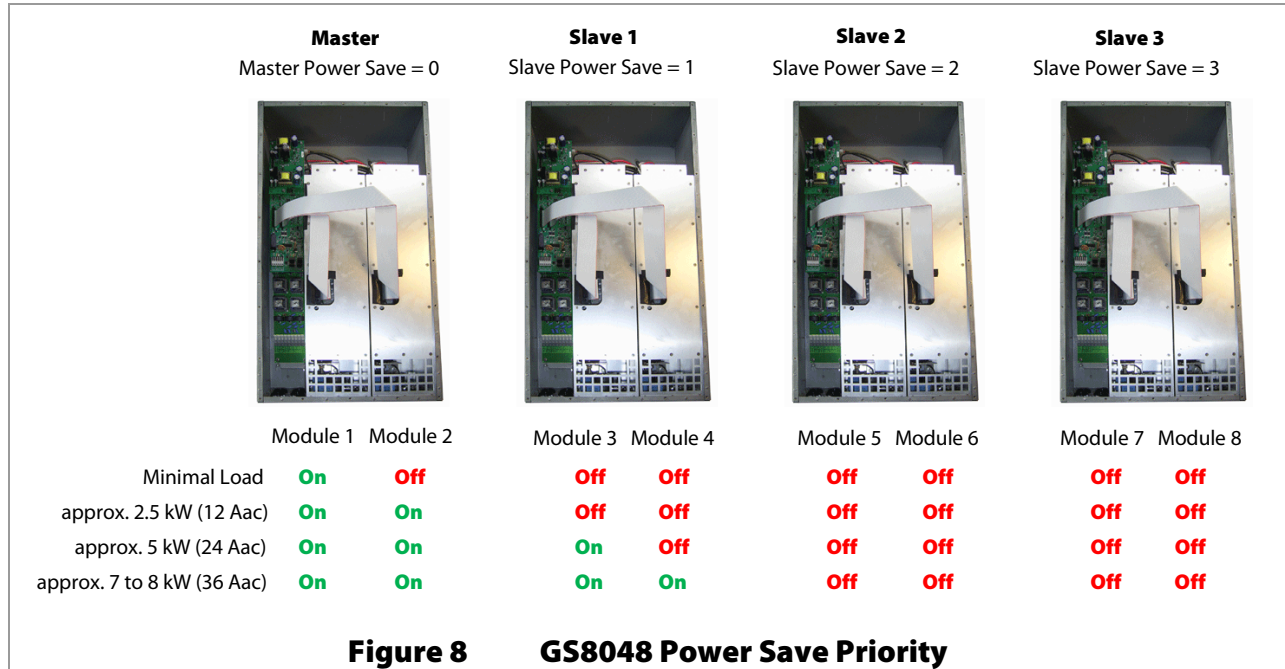 Master Slave 1 Slave 2 Slave 3
Master Power Save = 0 Slave Power Save = 1 Slave Power Save = 2 Slave Power Save = 3
Module 1 Module 2 Module 3 Module 4 Module 5 Module 6 Module 7 Module 8
Minimal Load On Off Off Off Off Off Off Off
approx. 2.5 kW (12 Aac) On On Off Off Off Off Off Off
approx. 5 kW (24 Aac) On On On Off Off Off Off Off
approx. 7 to 8 kW (36 Aac) On On On On Off Off Off Off
Figure 8 GS8048 Power Save Priority